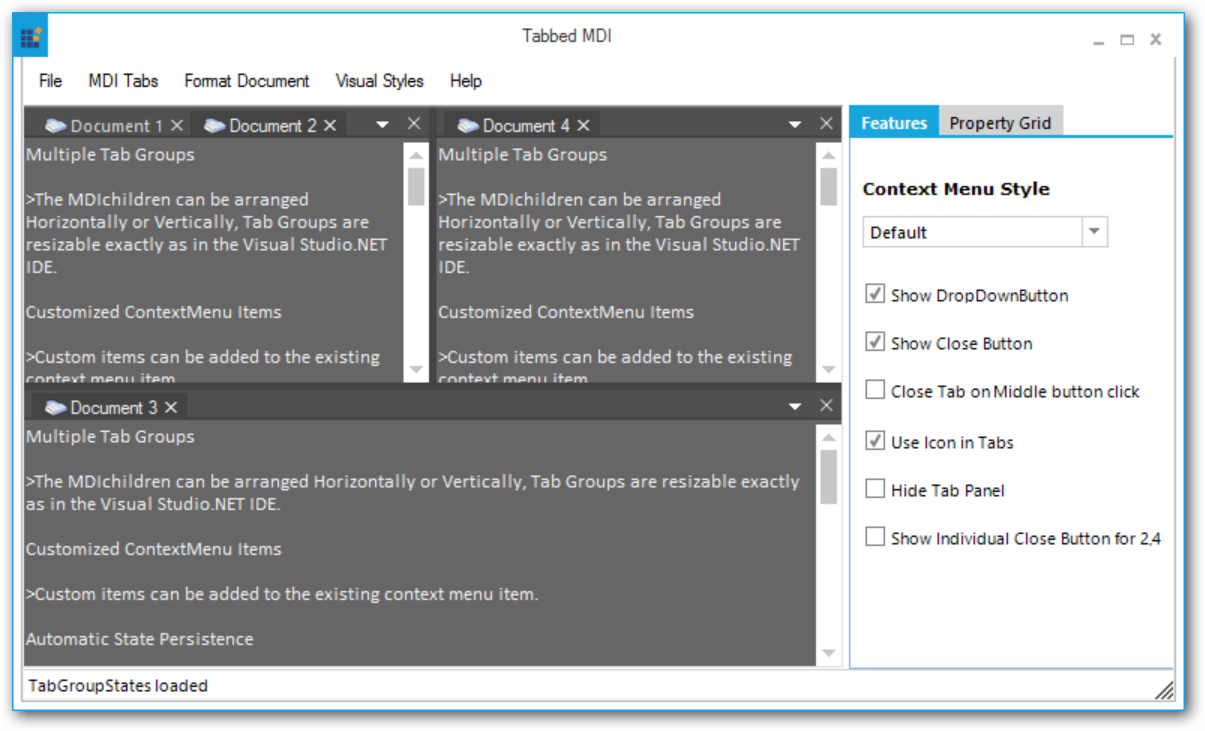 Tabbed MDI
File MDI Tabs Format Document Visual Styles Help
Document 1 Document 2
Multiple Tab Groups
>The MDIchildren can be arranged
Horizontally or Vertically, Tab Groups are
resizable exactly as in the Visual Studio.NET
IDE.
Customized ContextMenu Items
>Custom items can be added to the existing
context menu item.
Document 4
Multiple Tab Groups
>The MDIchildren can be arranged
Horizontally or Vertically, Tab Groups are
resizable exactly as in the Visual Studio.NET
IDE.
Customized ContextMenu Items
>Custom items can be added to the existing
context menu item.
Document 3
Multiple Tab Groups
>The MDIchildren can be arranged Horizontally or Vertically, Tab Groups are resizable exactly
as in the Visual Studio.NET IDE.
Customized ContextMenu Items
>Custom items can be added to the existing context menu item.
Automatic State Persistence
Features Property Grid
Context Menu Style
Default
Show DropDownButton
Show Close Button
Close Tab on Middle button click
Use Icon in Tabs
Hide Tab Panel
Show Individual Close Button for 2,4
TabGroupStates loaded